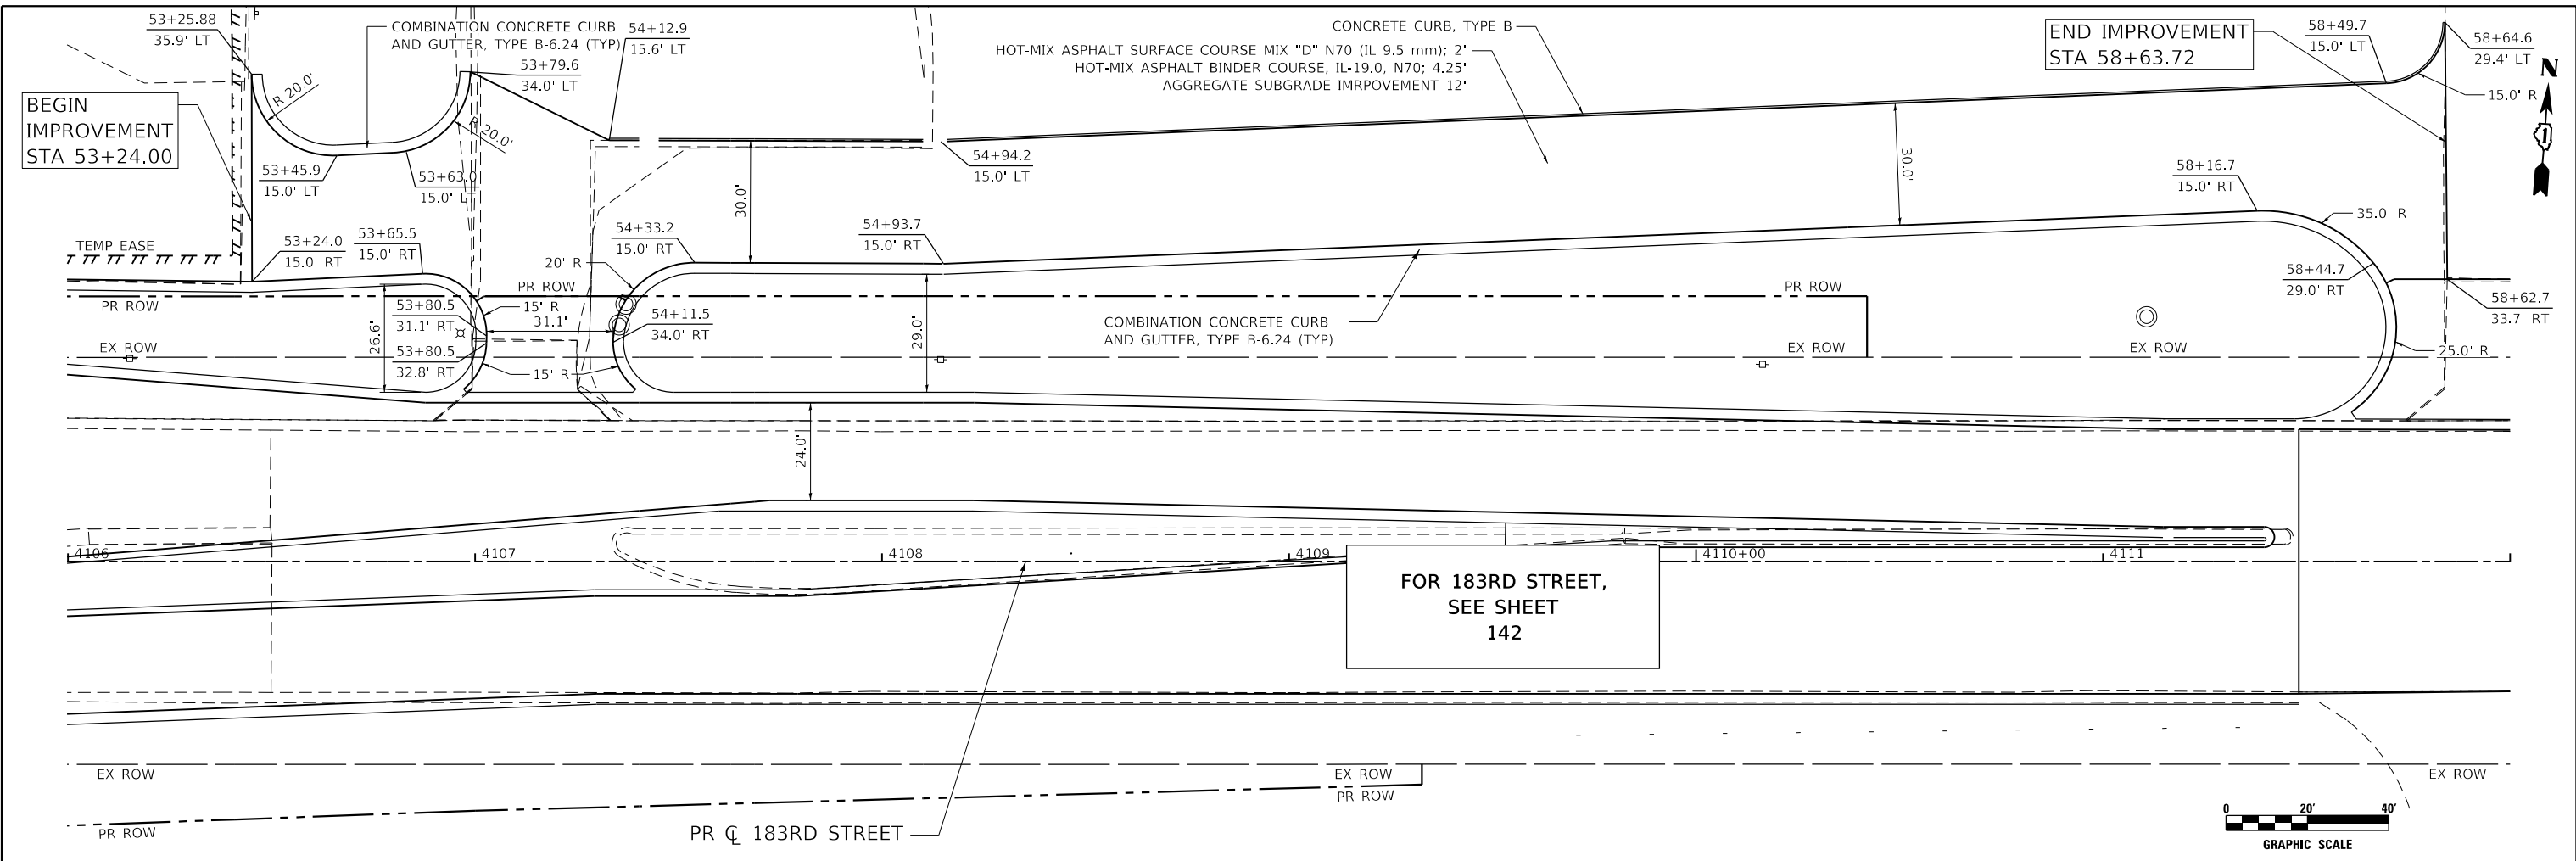 53+25.88
35.9' LT
COMBINATION CONCRETE CURB
AND GUTTER, TYPE B-6.24 (TYP)
54+12.9
15.6' LT
53+79.6
34.0' LT
CONCRETE CURB, TYPE B
HOT-MIX ASPHALT SURFACE COURSE MIX "D" N70 (IL 9.5 mm); 2"
HOT-MIX ASPHALT BINDER COURSE, IL-19.0, N70; 4.25"
AGGREGATE SUBGRADE IMRPOVEMENT 12"
END IMPROVEMENT
STA 58+63.72
58+49.7
15.0' LT
58+64.6
29.4' LT
N
1
15.0' R
BEGIN
IMPROVEMENT
STA 53+24.00
R 20.0'
R 20.0'
53+45.9
15.0' LT
53+63.0
15.0' LT
54+94.2
15.0' LT
30.0'
30.0'
58+16.7
15.0' RT
35.0' R
TEMP EASE
53+24.0
15.0' RT
53+65.5
15.0' RT
54+33.2
15.0' RT
54+93.7
15.0' RT
20' R
58+44.7
29.0' RT
58+62.7
33.7' RT
PR ROW
PR ROW
PR ROW
53+80.5
31.1' RT
15' R
31.1'
54+11.5
34.0' RT
26.6'
29.0'
COMBINATION CONCRETE CURB
AND GUTTER, TYPE B-6.24 (TYP)
EX ROW
53+80.5
32.8' RT
15' R
EX ROW
EX ROW
25.0' R
24.0'
4106
4107
4108
4109
4110+00
4111
FOR 183RD STREET,
SEE SHEET
142
EX ROW
EX ROW
EX ROW
PR ROW
PR ROW
PR ℄ 183RD STREET
0 20' 40'
GRAPHIC SCALE